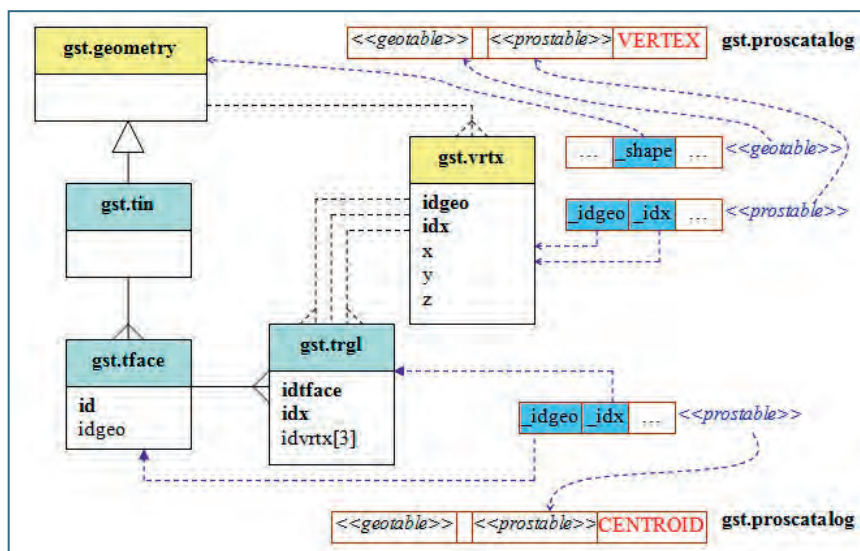 <<geotable>> <<prostable>> VERTEX gst.proscatalog
gst.geometry
gst.vrtx
idgeo
idx
x
y
z
... _shape ... <<geotable>>
_idgeo _idx ... <<prostable>>
gst.tin
gst.tface
id
idgeo
gst.trgl
idtface
idx
idvrtx[3]
_idgeo _idx ... <<prostable>>
<<geotable>> <<prostable>> CENTROID gst.proscatalog